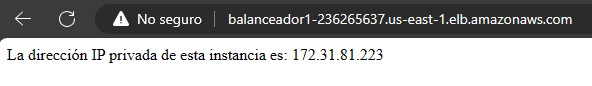 No seguro balanceador1-236265637.us-east-1.elb.amazonaws.com
La dirección IP privada de esta instancia es: 172.31.81.223